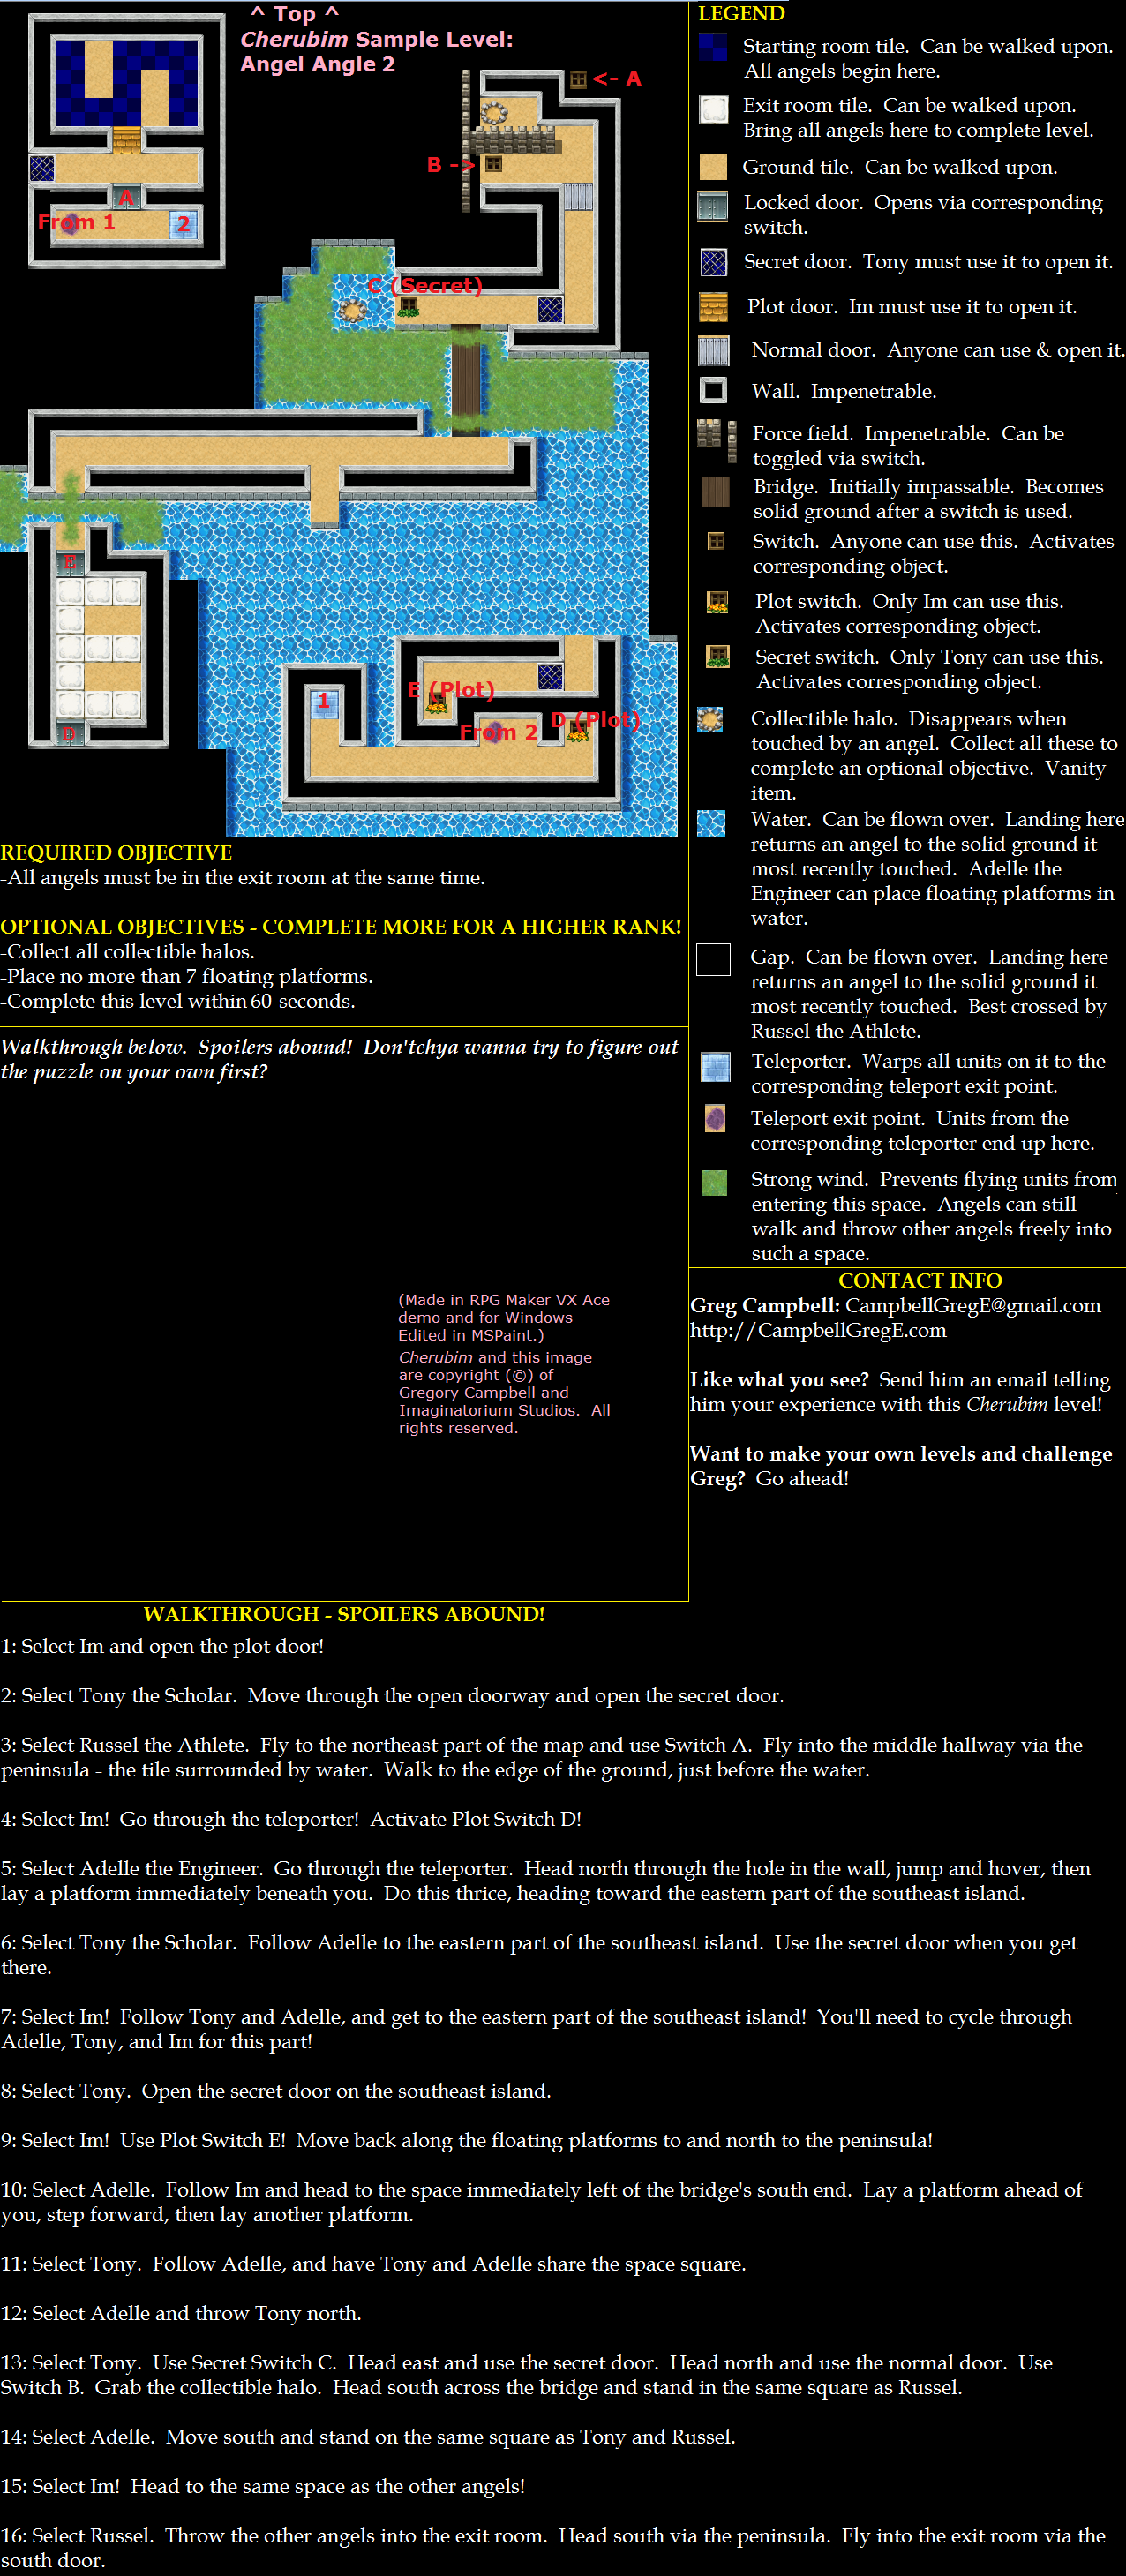 ^ Top ^
Cherubim Sample Level:
Angel Angle 2
<- A
B ->
A
From 1
2
C (Secret)
E
D
1
E (Plot)
D (Plot)
From 2
LEGEND
Starting room tile.  Can be walked upon.
All angels begin here.
Exit room tile.  Can be walked upon.
Bring all angels here to complete level.
Ground tile.  Can be walked upon.
Locked door.  Opens via corresponding
switch.
Secret door.  Tony must use it to open it.
Plot door.  Im must use it to open it.
Normal door.  Anyone can use & open it.
Wall.  Impenetrable.
Force field.  Impenetrable.  Can be
toggled via switch.
Bridge.  Initially impassable.  Becomes
solid ground after a switch is used.
Switch.  Anyone can use this.  Activates
corresponding object.
Plot switch.  Only Im can use this.
Activates corresponding object.
Secret switch.  Only Tony can use this.
Activates corresponding object.
Collectible halo.  Disappears when
touched by an angel.  Collect all these to
complete an optional objective.  Vanity
item.
Water.  Can be flown over.  Landing here
returns an angel to the solid ground it
most recently touched.  Adelle the
Engineer can place floating platforms in
water.
Gap.  Can be flown over.  Landing here
returns an angel to the solid ground it
most recently touched.  Best crossed by
Russel the Athlete.
Teleporter.  Warps all units on it to the
corresponding teleport exit point.
Teleport exit point.  Units from the
corresponding teleporter end up here.
Strong wind.  Prevents flying units from
entering this space.  Angels can still
walk and throw other angels freely into
such a space.
CONTACT INFO
Greg Campbell: CampbellGregE@gmail.com
http://CampbellGregE.com
Like what you see?  Send him an email telling
him your experience with this Cherubim level!
Want to make your own levels and challenge
Greg?  Go ahead!
REQUIRED OBJECTIVE
-All angels must be in the exit room at the same time.
OPTIONAL OBJECTIVES - COMPLETE MORE FOR A HIGHER RANK!
-Collect all collectible halos.
-Place no more than 7 floating platforms.
-Complete this level within 60 seconds.
Walkthrough below.  Spoilers abound!  Don'tchya wanna try to figure out
the puzzle on your own first?
(Made in RPG Maker VX Ace
demo and for Windows
Edited in MSPaint.)
Cherubim and this image
are copyright (©) of
Gregory Campbell and
Imaginatorium Studios.  All
rights reserved.
WALKTHROUGH - SPOILERS ABOUND!
1: Select Im and open the plot door!
2: Select Tony the Scholar.  Move through the open doorway and open the secret door.
3: Select Russel the Athlete.  Fly to the northeast part of the map and use Switch A.  Fly into the middle hallway via the
peninsula - the tile surrounded by water.  Walk to the edge of the ground, just before the water.
4: Select Im!  Go through the teleporter!  Activate Plot Switch D!
5: Select Adelle the Engineer.  Go through the teleporter.  Head north through the hole in the wall, jump and hover, then
lay a platform immediately beneath you.  Do this thrice, heading toward the eastern part of the southeast island.
6: Select Tony the Scholar.  Follow Adelle to the eastern part of the southeast island.  Use the secret door when you get
there.
7: Select Im!  Follow Tony and Adelle, and get to the eastern part of the southeast island!  You'll need to cycle through
Adelle, Tony, and Im for this part!
8: Select Tony.  Open the secret door on the southeast island.
9: Select Im!  Use Plot Switch E!  Move back along the floating platforms to and north to the peninsula!
10: Select Adelle.  Follow Im and head to the space immediately left of the bridge's south end.  Lay a platform ahead of
you, step forward, then lay another platform.
11: Select Tony.  Follow Adelle, and have Tony and Adelle share the space square.
12: Select Adelle and throw Tony north.
13: Select Tony.  Use Secret Switch C.  Head east and use the secret door.  Head north and use the normal door.  Use
Switch B.  Grab the collectible halo.  Head south across the bridge and stand in the same square as Russel.
14: Select Adelle.  Move south and stand on the same square as Tony and Russel.
15: Select Im!  Head to the same space as the other angels!
16: Select Russel.  Throw the other angels into the exit room.  Head south via the peninsula.  Fly into the exit room via the
south door.